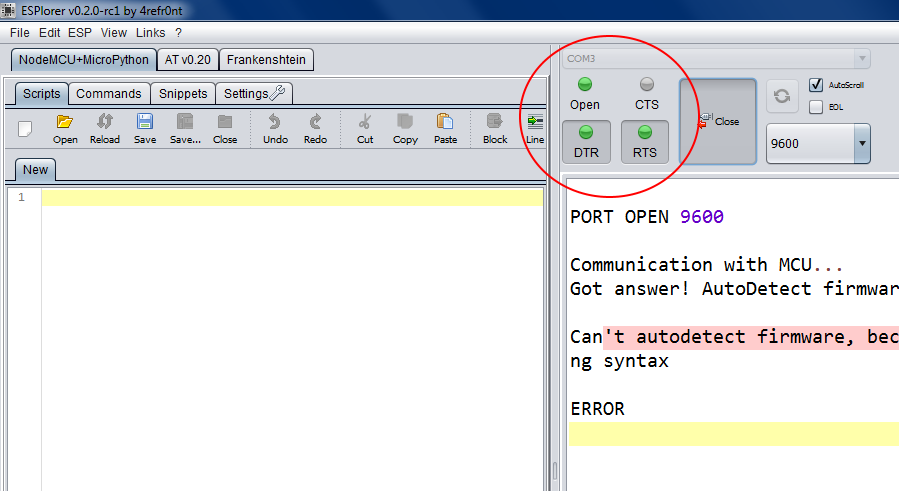 ESPlorer v0.2.0-rc1 by 4refr0nt
File Edit ESP View Links ?
NodeMCU+MicroPython AT v0.20 Frankenshtein
Scripts Commands Snippets Settings
Open Reload Save Save... Close Undo Redo Cut Copy Paste Block Line
New
1
COM3
Open CTS
DTR RTS
Close
AutoScroll
EOL
9600
PORT OPEN 9600
Communication with MCU...
Got answer! AutoDetect firmwar
Can't autodetect firmware, bec
ng syntax
ERROR